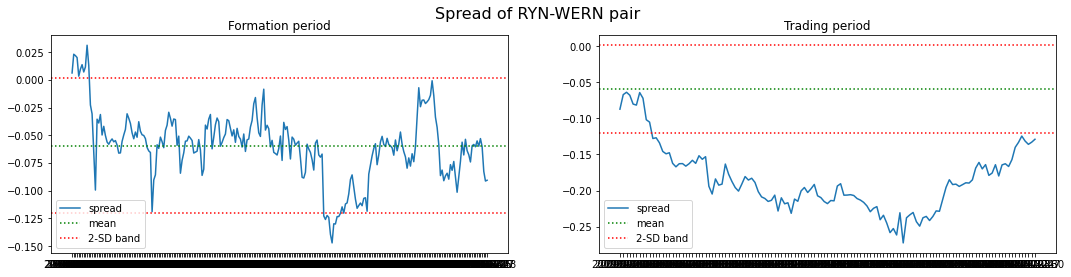 Spread of RYN-WERN pair
Formation period
0.025
0.000
−0.025
−0.050
−0.075
−0.100
−0.125
−0.150
spread
mean
2-SD band
Trading period
0.00
−0.05
−0.10
−0.15
−0.20
−0.25
spread
mean
2-SD band